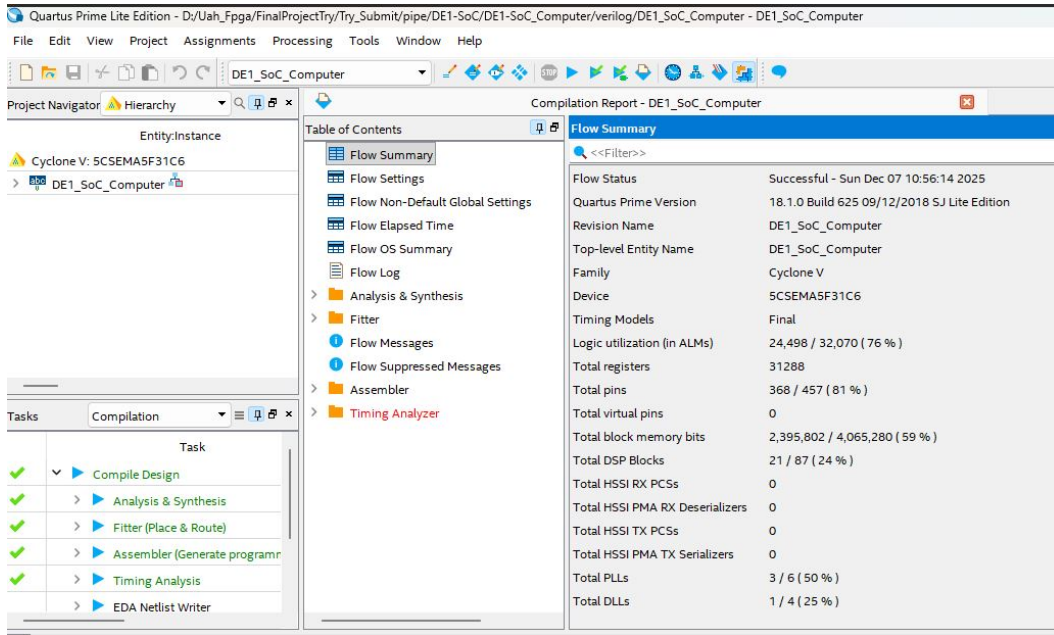 Quartus Prime Lite Edition - D:/Uah_Fpga/FinalProjectTry/Try_Submit/pipe/DE1-SoC/DE1-SoC_Computer/verilog/DE1_SoC_Computer - DE1_SoC_Computer
File Edit View Project Assignments Processing Tools Window Help
DE1_SoC_Computer
STOP
Project Navigator Hierarchy
Entity:Instance
Cyclone V: 5CSEMA5F31C6
abc DE1_SoC_Computer
Tasks Compilation
Task
Compile Design
Analysis & Synthesis
Fitter (Place & Route)
Assembler (Generate programr
Timing Analysis
EDA Netlist Writer
Compilation Report - DE1_SoC_Computer
Table of Contents
Flow Summary
Flow Settings
Flow Non-Default Global Settings
Flow Elapsed Time
Flow OS Summary
Flow Log
Analysis & Synthesis
Fitter
Flow Messages
Flow Suppressed Messages
Assembler
Timing Analyzer
Flow Summary
<<Filter>>
Flow Status Successful - Sun Dec 07 10:56:14 2025
Quartus Prime Version 18.1.0 Build 625 09/12/2018 SJ Lite Edition
Revision Name DE1_SoC_Computer
Top-level Entity Name DE1_SoC_Computer
Family Cyclone V
Device 5CSEMA5F31C6
Timing Models Final
Logic utilization (in ALMs) 24,498 / 32,070 ( 76 % )
Total registers 31288
Total pins 368 / 457 ( 81 % )
Total virtual pins 0
Total block memory bits 2,395,802 / 4,065,280 ( 59 % )
Total DSP Blocks 21 / 87 ( 24 % )
Total HSSI RX PCSs 0
Total HSSI PMA RX Deserializers 0
Total HSSI TX PCSs 0
Total HSSI PMA TX Serializers 0
Total PLLs 3 / 6 ( 50 % )
Total DLLs 1 / 4 ( 25 % )